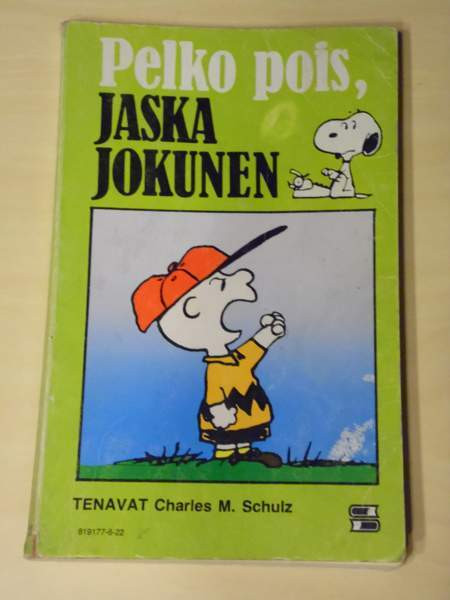 Pelko pois,
JASKA
JOKUNEN
TENAVAT Charles M. Schulz
819177-6-22